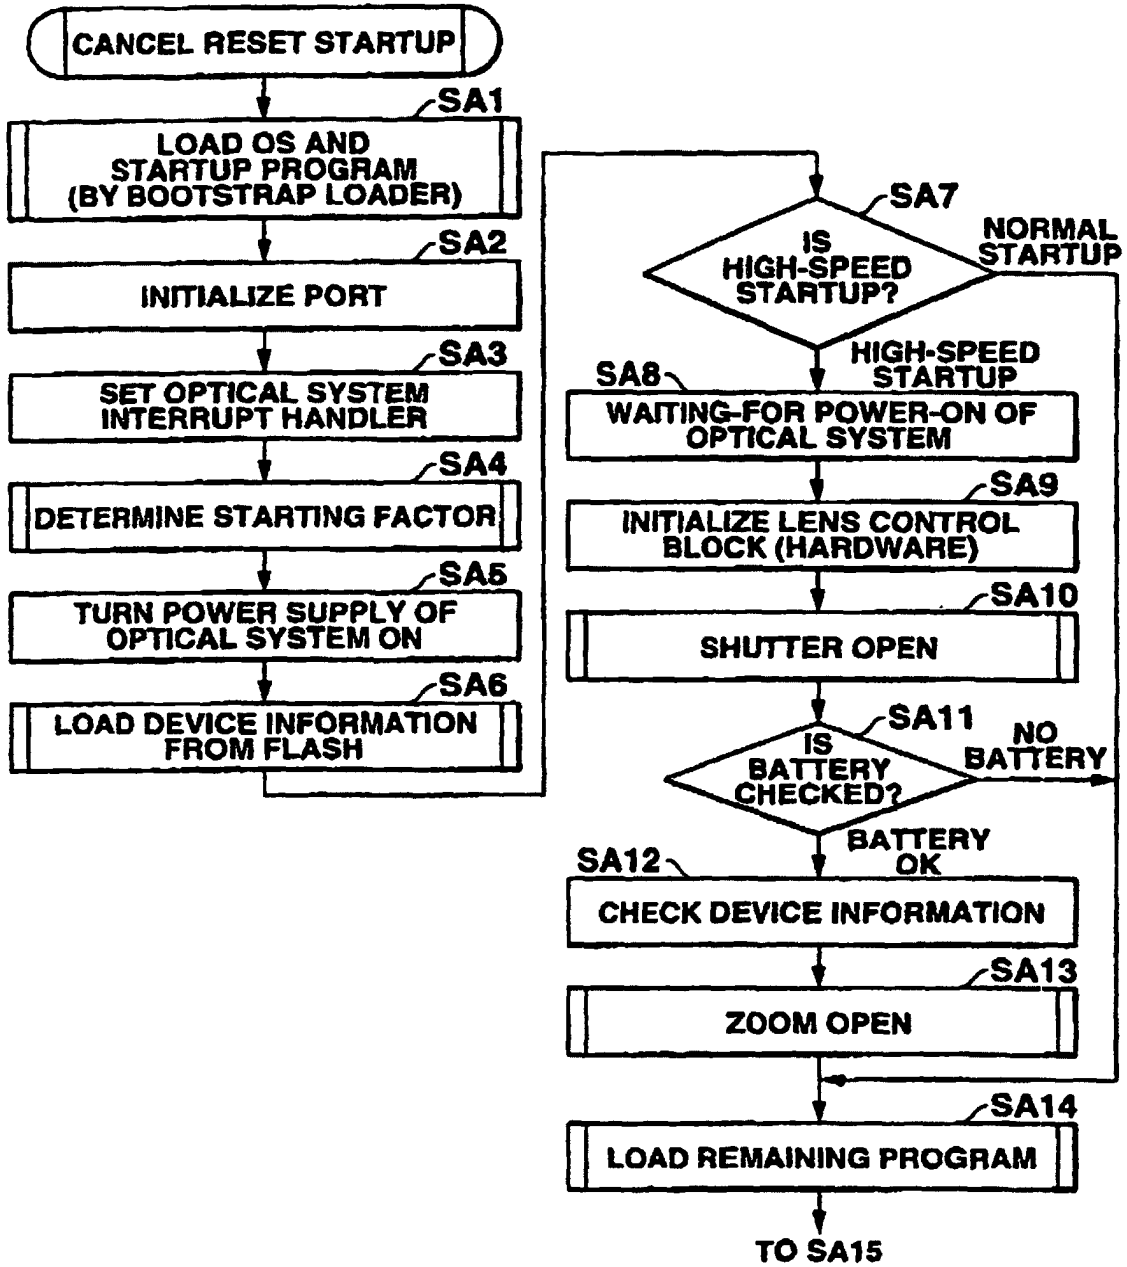 CANCEL RESET STARTUP
SA1
LOAD OS AND
STARTUP PROGRAM
(BY BOOTSTRAP LOADER)
SA2
INITIALIZE PORT
SA3
SET OPTICAL SYSTEM
INTERRUPT HANDLER
SA4
DETERMINE STARTING FACTOR
SA5
TURN POWER SUPPLY OF
OPTICAL SYSTEM ON
SA6
LOAD DEVICE INFORMATION
FROM FLASH
SA7
IS
HIGH-SPEED
STARTUP?
NORMAL
STARTUP
HIGH-SPEED
STARTUP
SA8
WAITING-FOR POWER-ON OF
OPTICAL SYSTEM
SA9
INITIALIZE LENS CONTROL
BLOCK (HARDWARE)
SA10
SHUTTER OPEN
SA11
IS
BATTERY
CHECKED?
NO
BATTERY
BATTERY
OK
SA12
CHECK DEVICE INFORMATION
SA13
ZOOM OPEN
SA14
LOAD REMAINING PROGRAM
TO SA15